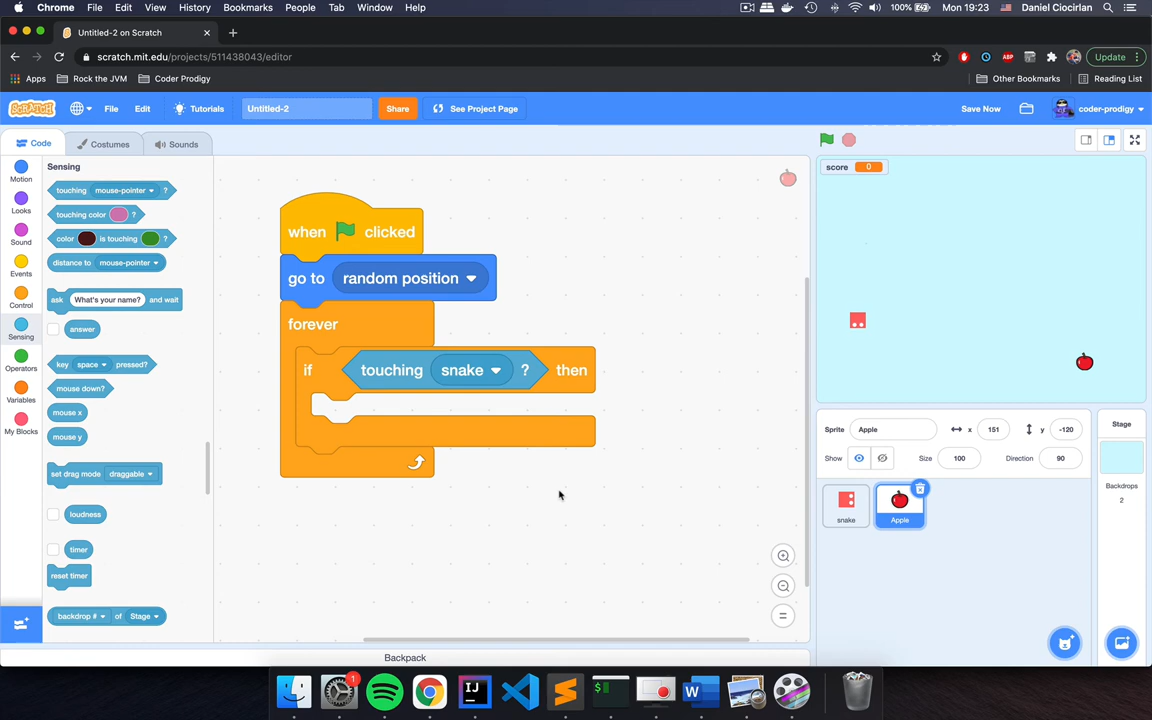 Chrome File Edit View History Bookmarks People Tab Window Help 100% Mon 19:23 Daniel Ciocirlan
Untitled-2 on Scratch
scratch.mit.edu/projects/511438043/editor ABP Update
Apps Rock the JVM Coder Prodigy Other Bookmarks Reading List
SCRATCH File Edit Tutorials Untitled-2 Share See Project Page Save Now coder-prodigy
Code Costumes Sounds
Motion
Looks
Sound
Events
Control
Sensing
Operators
Variables
My Blocks
Sensing
touching mouse-pointer ?
touching color ?
color is touching ?
distance to mouse-pointer
ask What's your name? and wait
answer
key space pressed?
mouse down?
mouse x
mouse y
set drag mode draggable
loudness
timer
reset timer
backdrop # of Stage
when clicked
go to random position
forever
if touching snake ? then
Backpack
score 0
Sprite Apple x 151 y -120
Show Size 100 Direction 90
snake
Apple
Stage
Backdrops
2
1
IJ
$
W